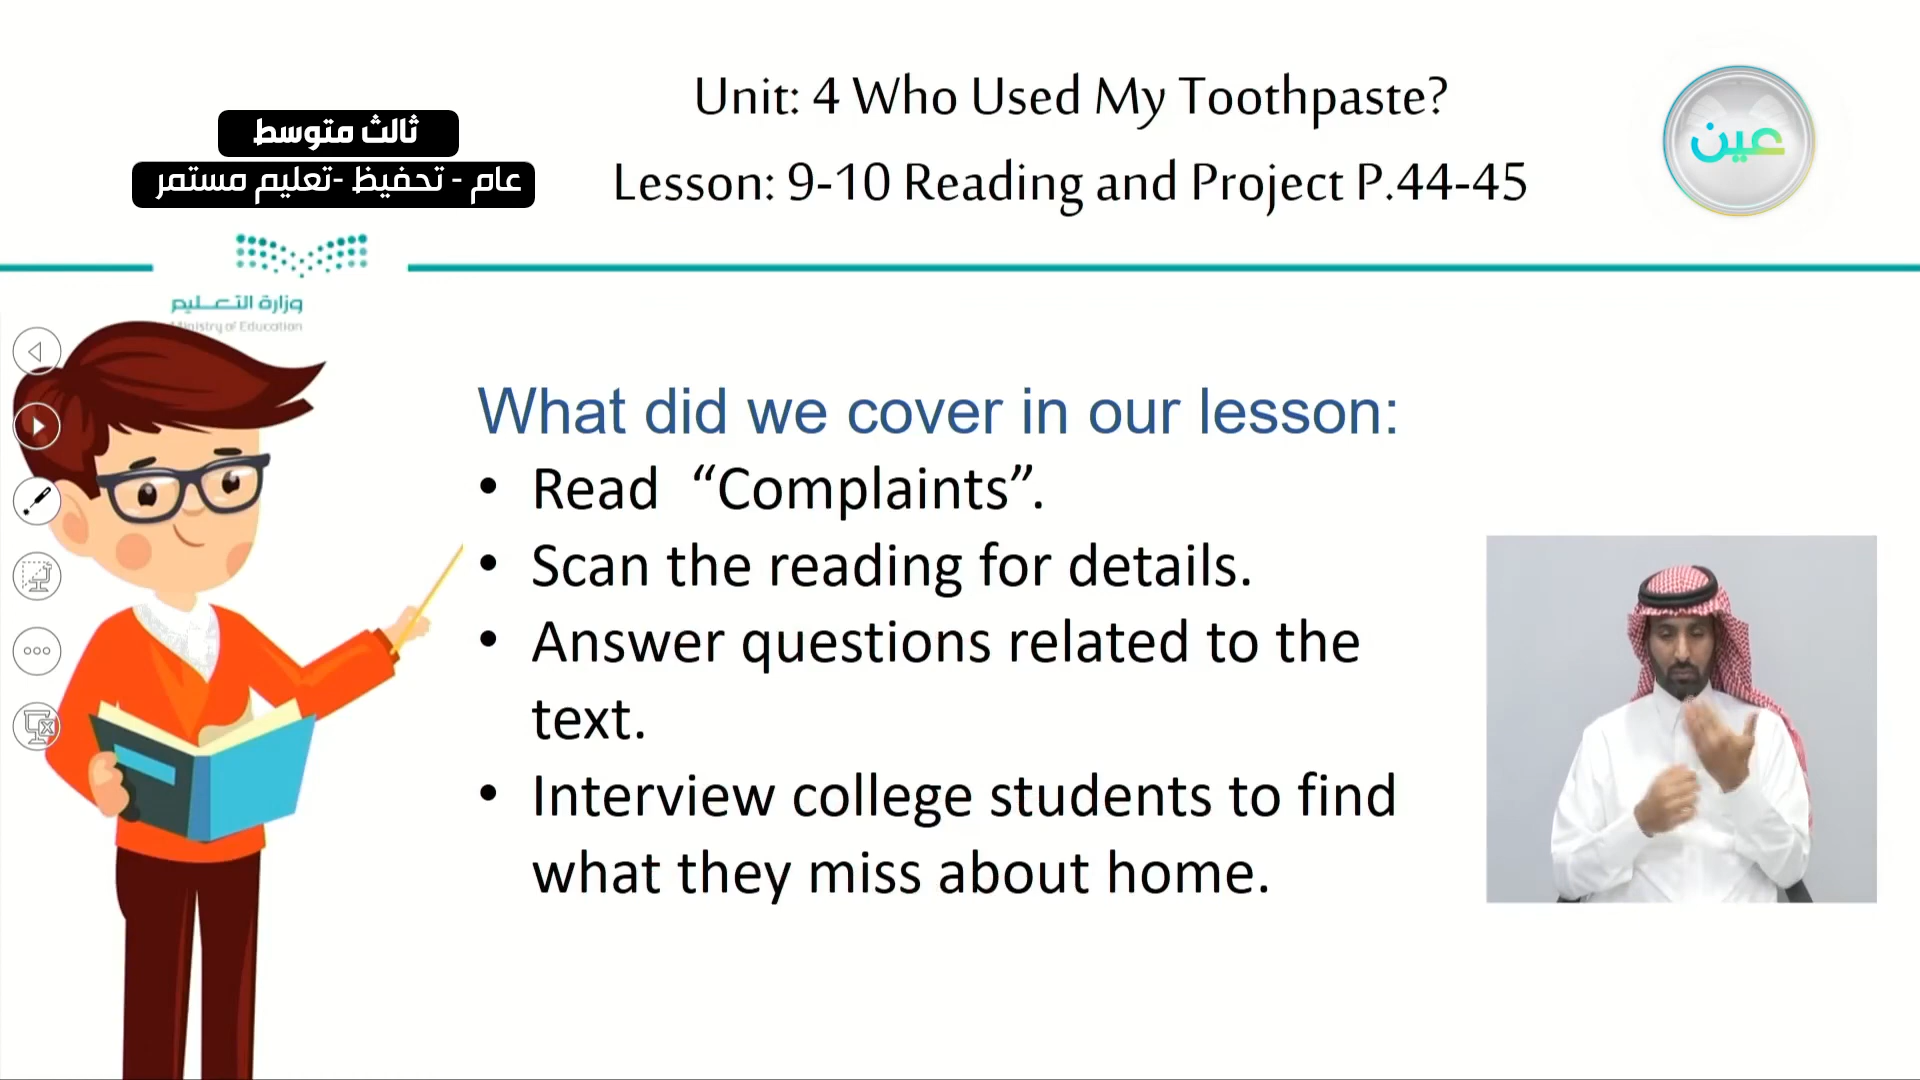 Unit: 4 Who Used My Toothpaste?
Lesson: 9-10 Reading and Project P.44-45
ثالث متوسط
عام - تحفيظ -تعليم مستمر
عين
وزارة التعليم
Ministry of Education
What did we cover in our lesson:
• Read “Complaints”.
• Scan the reading for details.
• Answer questions related to the
text.
• Interview college students to find
what they miss about home.